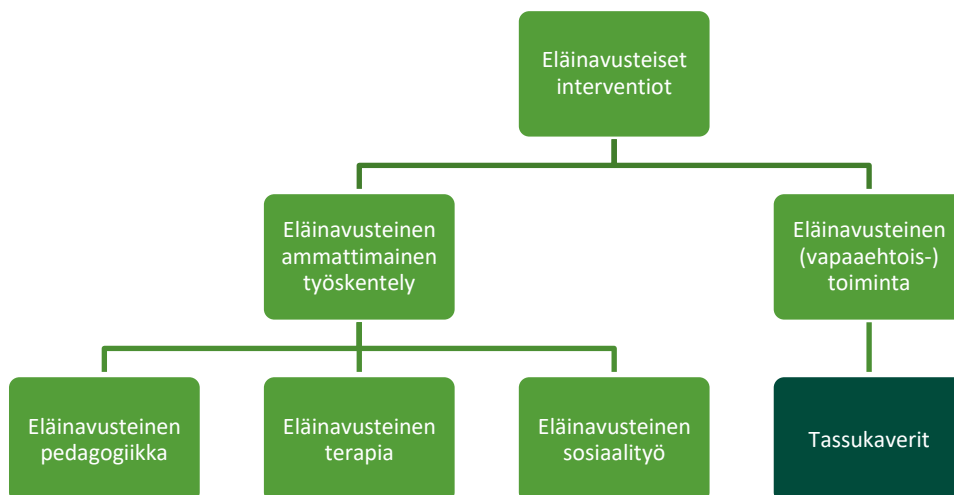 Eläinavusteiset
interventiot
Eläinavusteinen
ammattimainen
työskentely
Eläinavusteinen
(vapaaehtois-)
toiminta
Eläinavusteinen
pedagogiikka
Eläinavusteinen
terapia
Eläinavusteinen
sosiaalityö
Tassukaverit